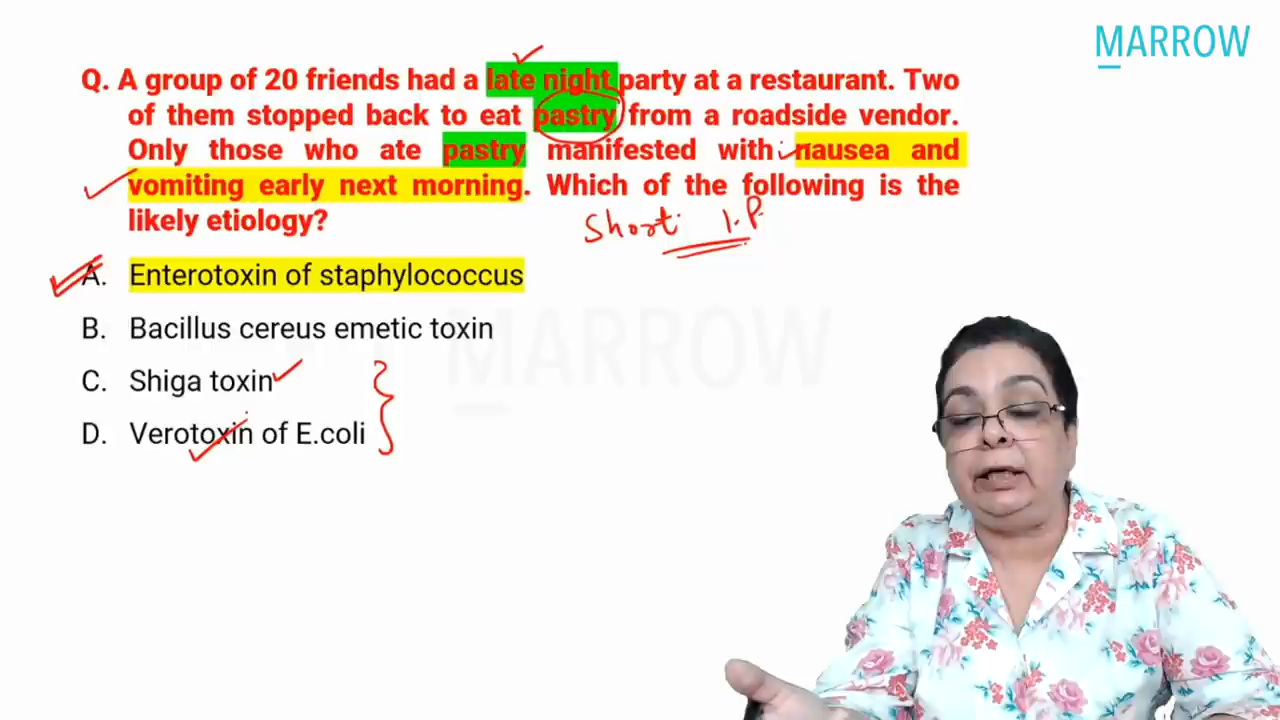 MARROW
Q. A group of 20 friends had a late night party at a restaurant. Two
of them stopped back to eat pastry from a roadside vendor.
Only those who ate pastry manifested with nausea and
vomiting early next morning. Which of the following is the
likely etiology?
Short I.P.
A. Enterotoxin of staphylococcus
B. Bacillus cereus emetic toxin
MARROW
C. Shiga toxin
D. Verotoxin of E.coli